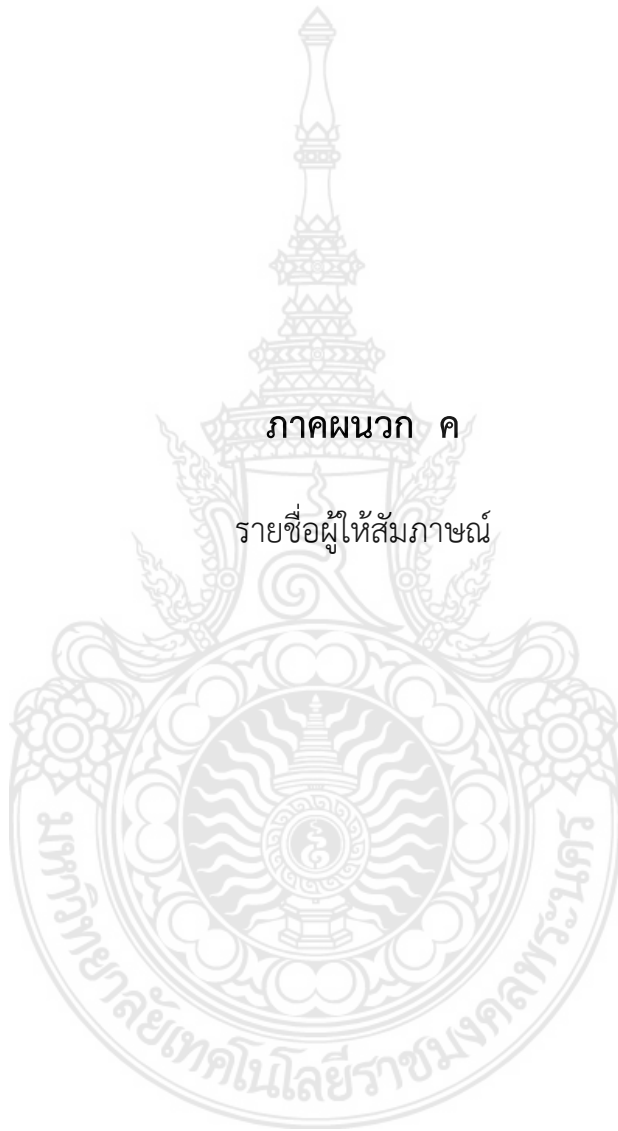 ภาคผนวก ค
รายชื่อผู้ให้สัมภาษณ์
มหาวิทยาลัยเทคโนโลยีราชมงคลพระนคร